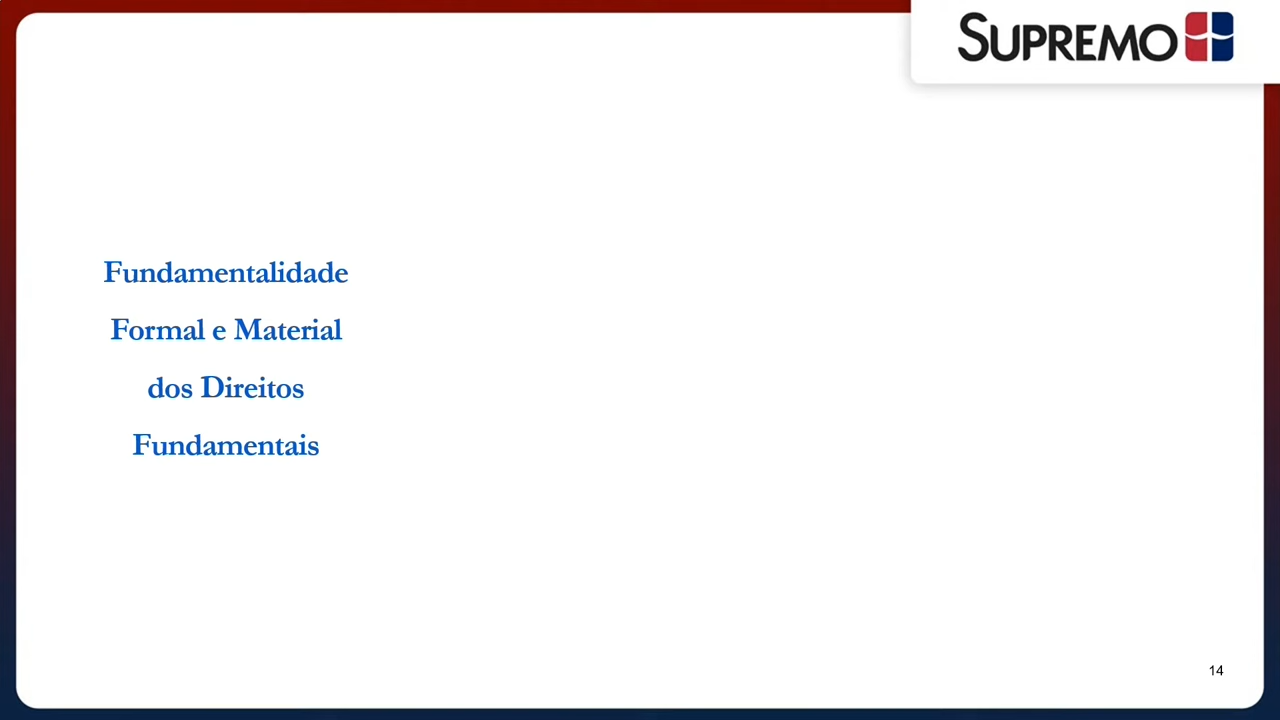 SUPREMO
Fundamentalidade
Formal e Material
dos Direitos
Fundamentais
14